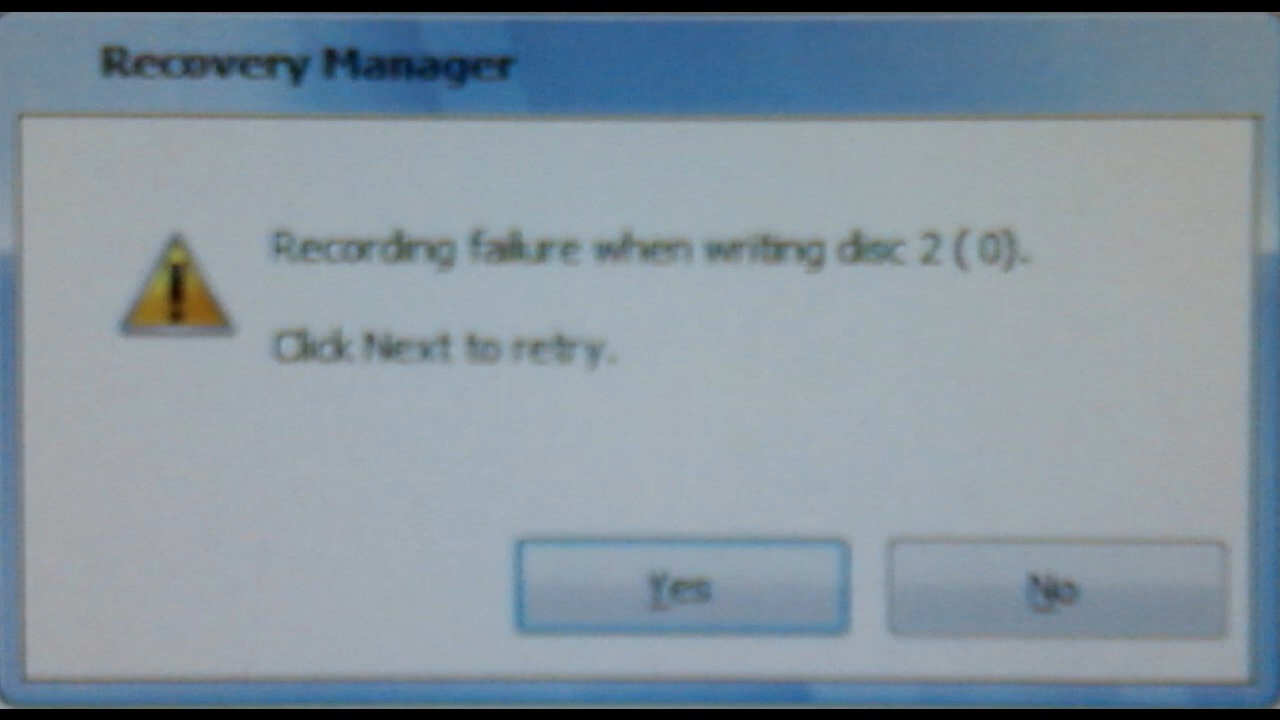 Recovery Manager
Recording failure when writing disc 2 ( 0).
Click Next to retry.
Yes
No